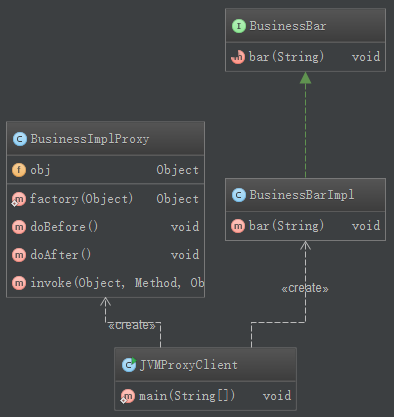 I BusinessBar
m bar(String) void
C BusinessImplProxy
f obj Object
m factory(Object) Object
m doBefore() void
m doAfter() void
m invoke(Object, Method, Ob
C BusinessBarImpl
m bar(String) void
«create»
«create»
C JVMProxyClient
m main(String[]) void